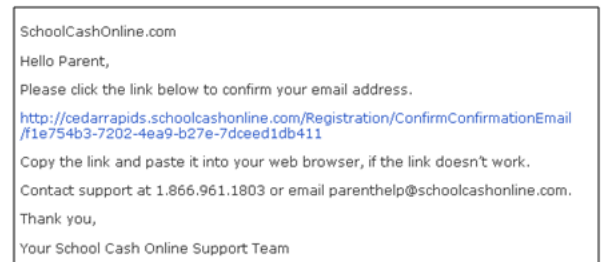 SchoolCashOnline.com
Hello Parent,
Please click the link below to confirm your email address.
http://cedarrapids.schoolcashonline.com/Registration/ConfirmConfirmationEmail
/f1e754b3-7202-4ea9-b27e-7dceed1db411
Copy the link and paste it into your web browser, if the link doesn't work.
Contact support at 1.866.961.1803 or email parenthelp@schoolcashonline.com.
Thank you,
Your School Cash Online Support Team